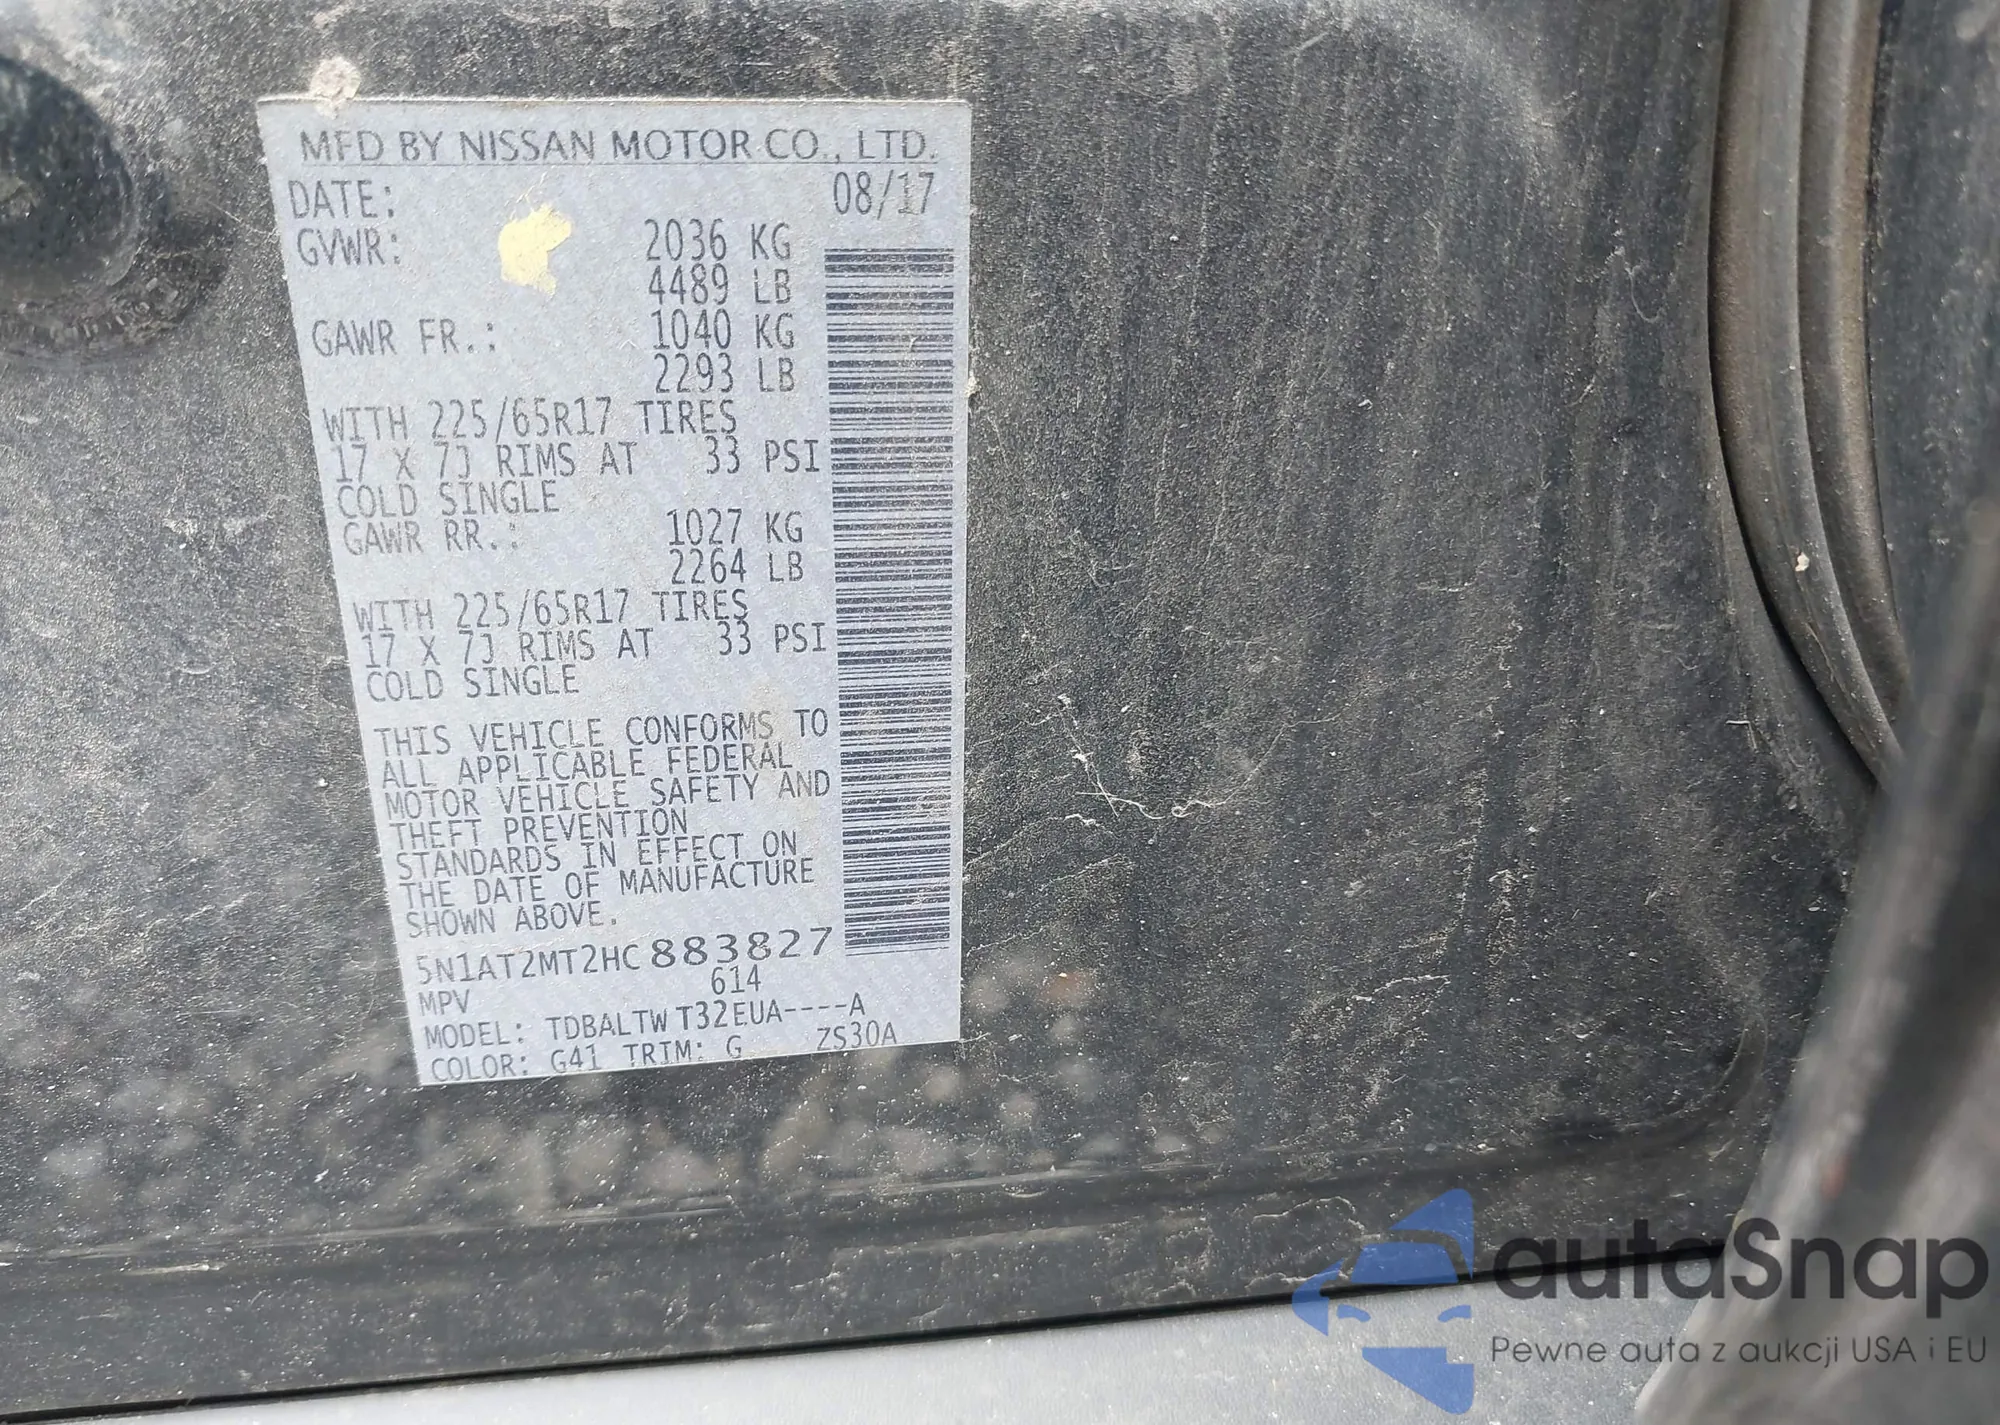 MFD BY NISSAN MOTOR CO., LTD.
DATE: 08/17
GVWR: 2036 KG
4489 LB
GAWR FR.: 1040 KG
2293 LB
WITH 225/65R17 TIRES
17 X 7J RIMS AT 33 PSI
COLD SINGLE
GAWR RR.: 1027 KG
2264 LB
WITH 225/65R17 TIRES
17 X 7J RIMS AT 33 PSI
COLD SINGLE
THIS VEHICLE CONFORMS TO
ALL APPLICABLE FEDERAL
MOTOR VEHICLE SAFETY AND
THEFT PREVENTION
STANDARDS IN EFFECT ON
THE DATE OF MANUFACTURE
SHOWN ABOVE.
5N1AT2MT2HC883827
MPV 614
MODEL: TDBALTW T32EUA----A
COLOR: G41 TRIM: G ZS30A
autoSnap
Pewne auta z aukcji USA i EU